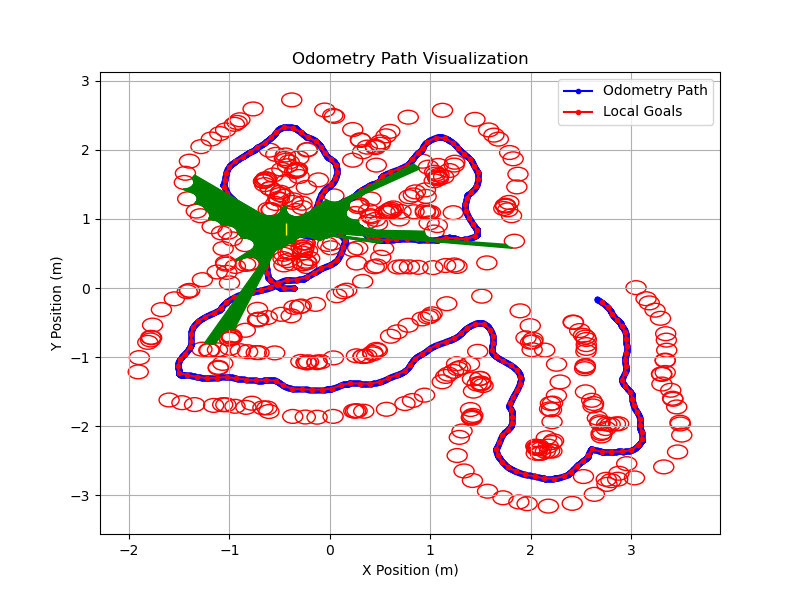 Odometry Path Visualization
Odometry Path
Local Goals
Y Position (m)
3
2
1
0
−1
−2
−3
−2
−1
0
1
2
3
X Position (m)